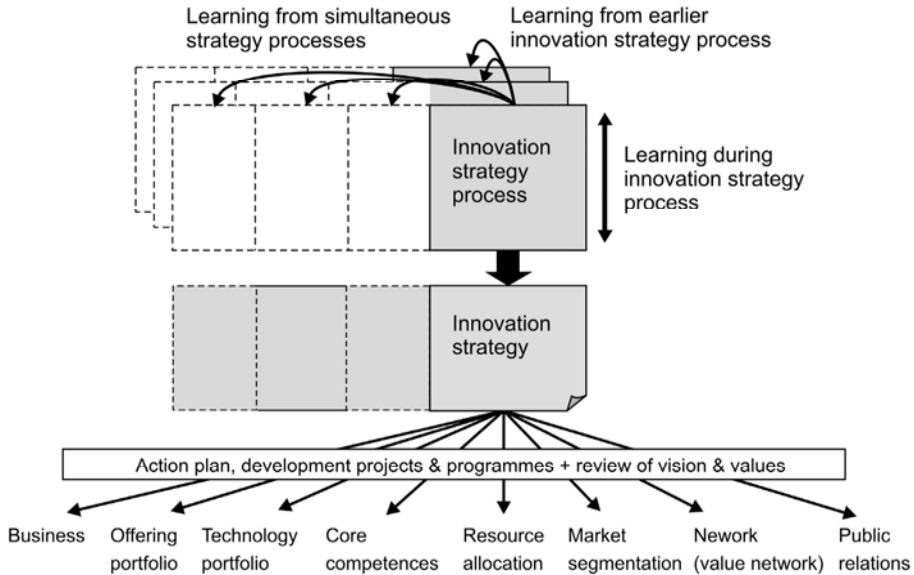 Learning from simultaneous
strategy processes
Learning from earlier
innovation strategy process
Innovation
strategy
process
Learning during
innovation strategy
process
Innovation
strategy
Action plan, development projects & programmes + review of vision & values
Business
Offering
portfolio
Technology
portfolio
Core
competences
Resource
allocation
Market
segmentation
Nework
(value network)
Public
relations